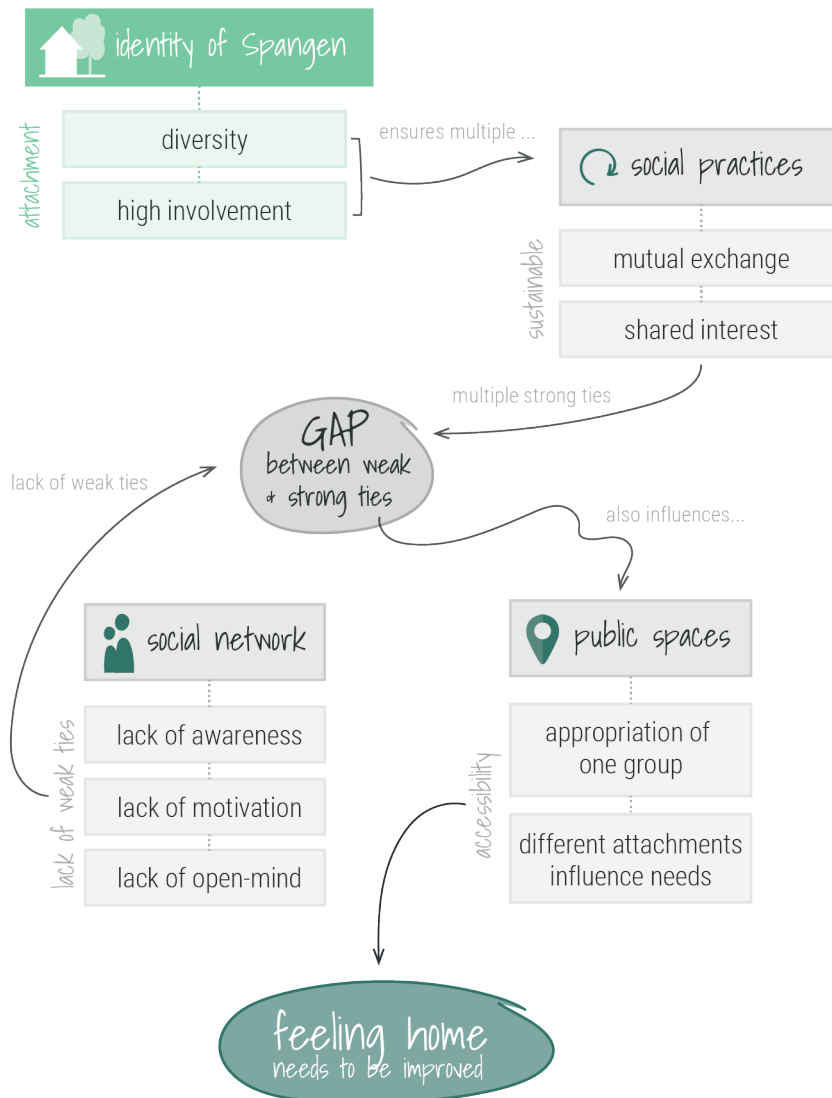 identity of Spangen
attachment
diversity
high involvement
ensures multiple ...
social practices
sustainable
mutual exchange
shared interest
multiple strong ties
GAP
between weak
& strong ties
lack of weak ties
also influences...
social network
lack of weak ties
lack of awareness
lack of motivation
lack of open-mind
public spaces
accessibility
appropriation of
one group
different attachments
influence needs
feeling home
needs to be improved